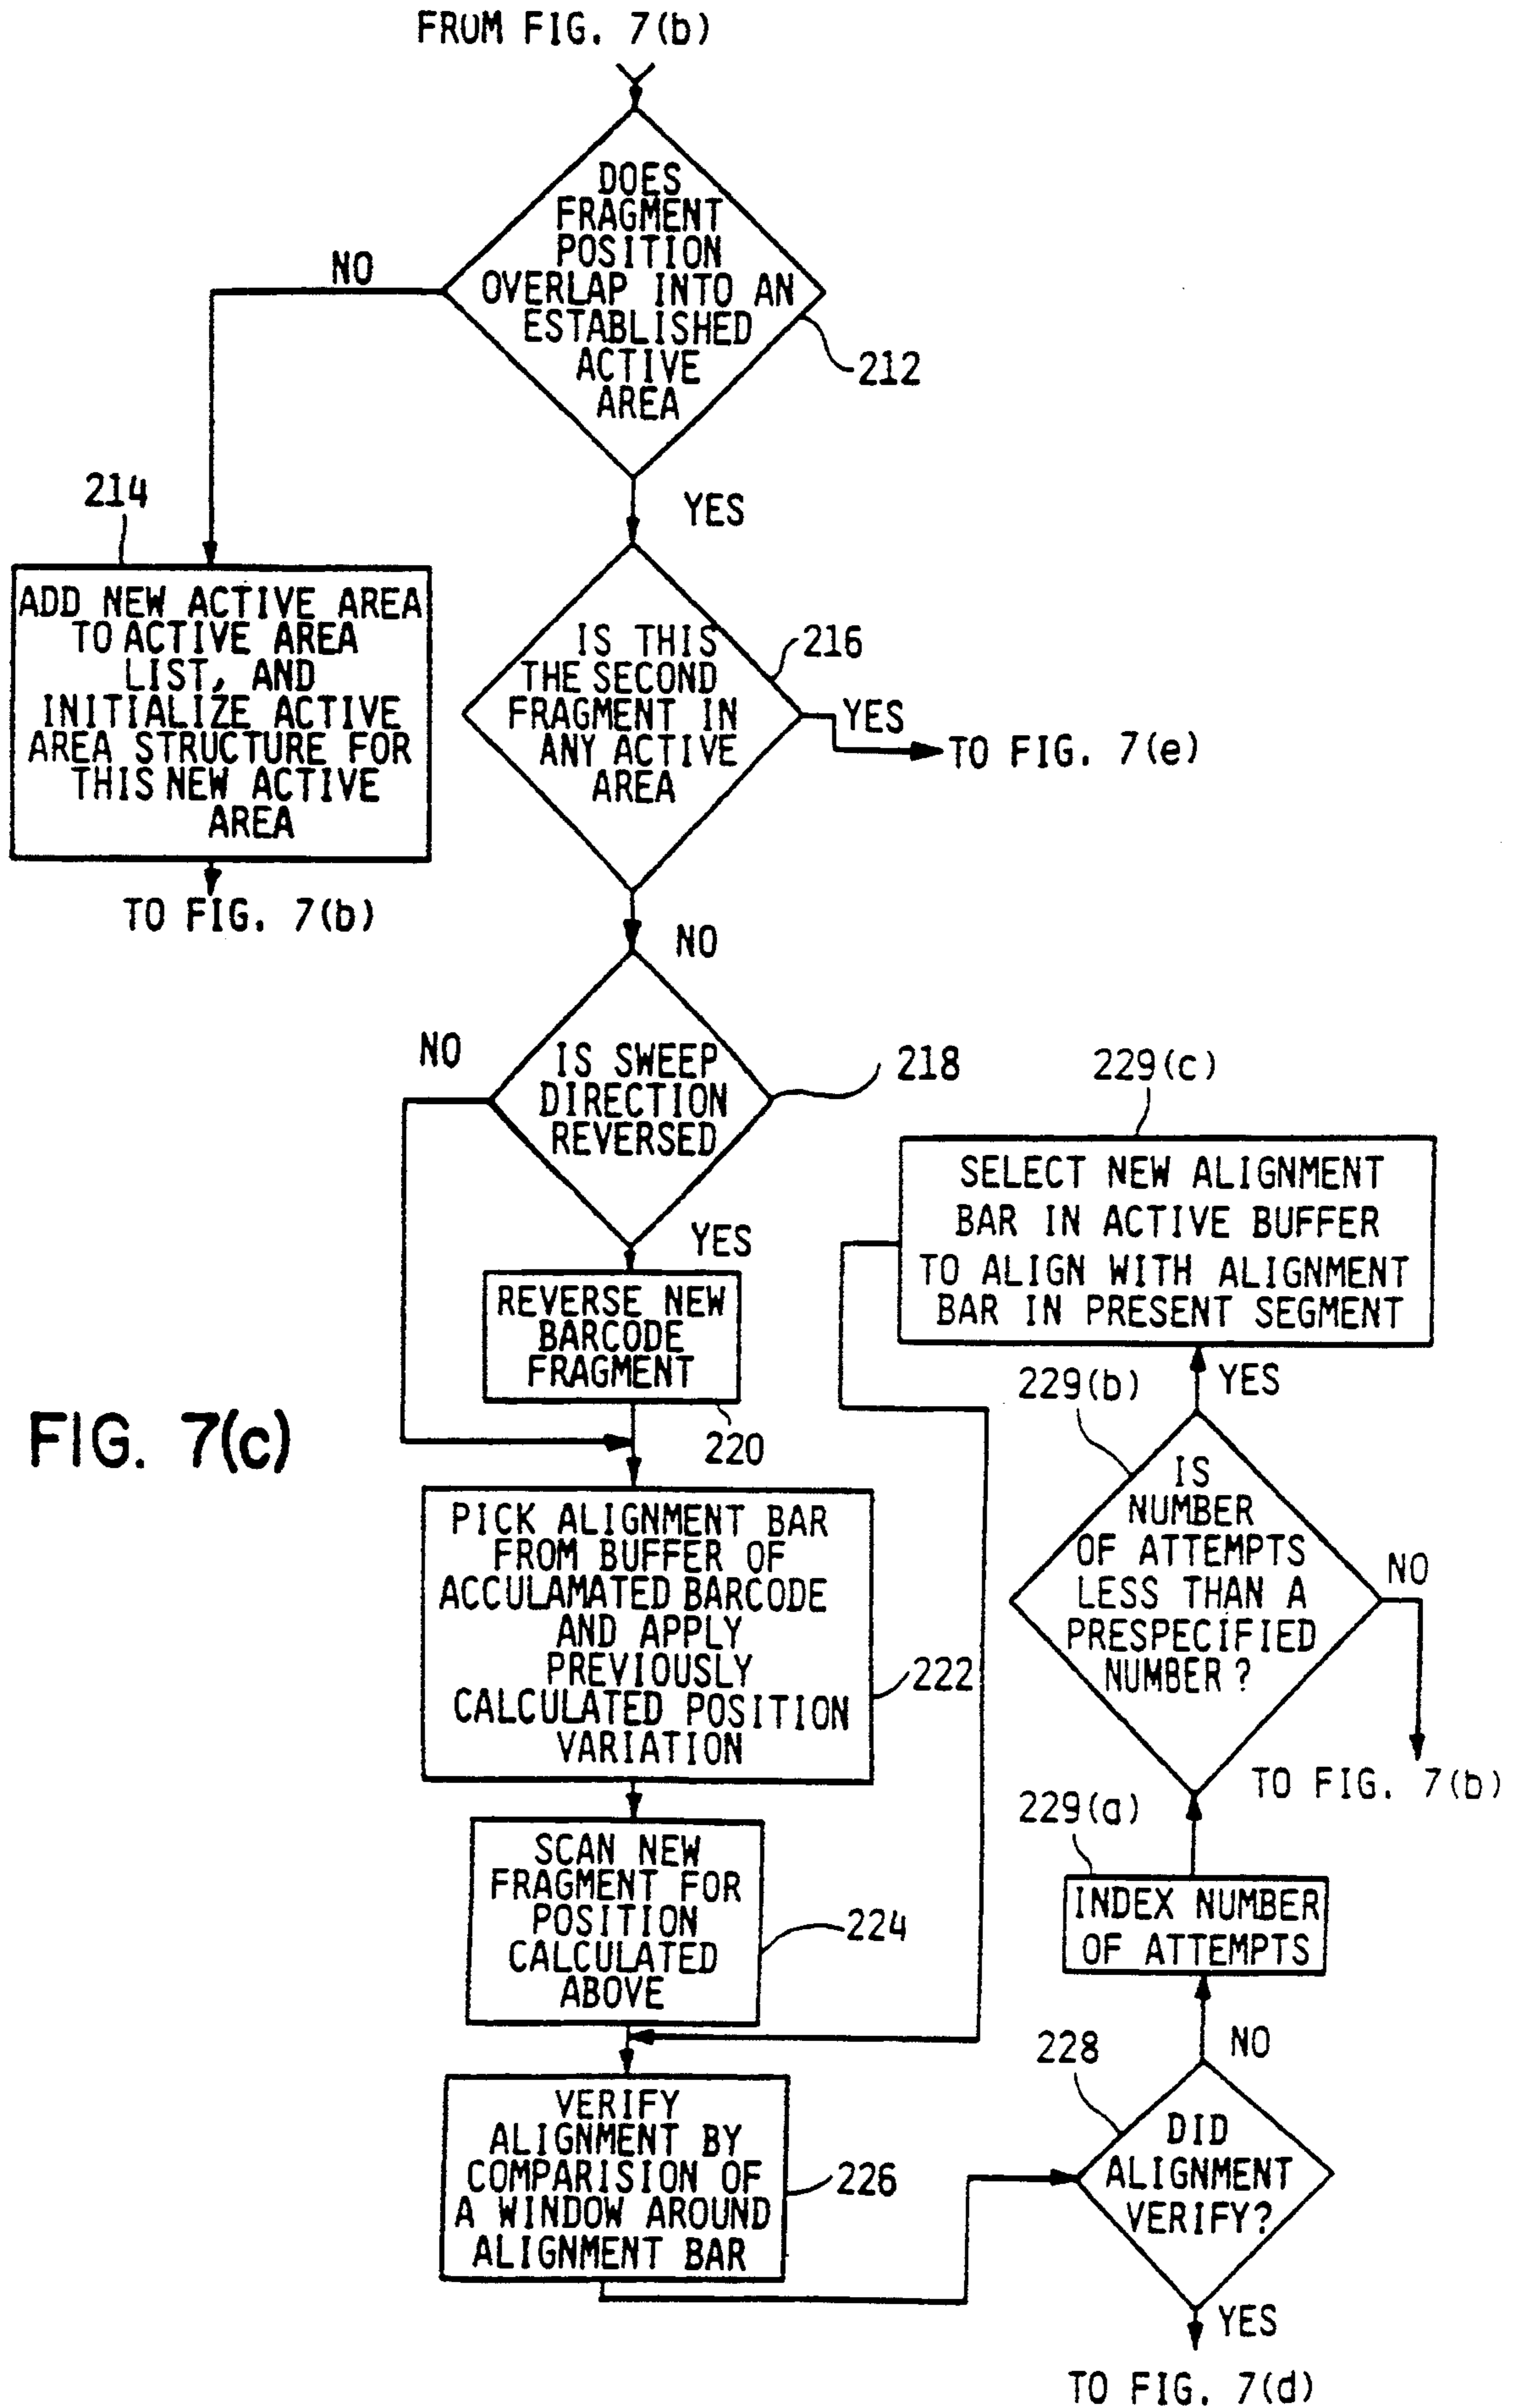 FROM FIG. 7(b)
DOES
FRAGMENT
POSITION
OVERLAP INTO AN
ESTABLISHED
ACTIVE
AREA
212
NO
YES
214
ADD NEW ACTIVE AREA
TO ACTIVE AREA
LIST, AND
INITIALIZE ACTIVE
AREA STRUCTURE FOR
THIS NEW ACTIVE
AREA
TO FIG. 7(b)
IS THIS
THE SECOND
FRAGMENT IN
ANY ACTIVE
AREA
216
YES
TO FIG. 7(e)
NO
IS SWEEP
DIRECTION
REVERSED
218
NO
YES
REVERSE NEW
BARCODE
FRAGMENT
220
FIG. 7(c)
PICK ALIGNMENT BAR
FROM BUFFER OF
ACCULAMATED BARCODE
AND APPLY
PREVIOUSLY
CALCULATED POSITION
VARIATION
222
SCAN NEW
FRAGMENT FOR
POSITION
CALCULATED
ABOVE
224
VERIFY
ALIGNMENT BY
COMPARISION OF
A WINDOW AROUND
ALIGNMENT BAR
226
229(c)
SELECT NEW ALIGNMENT
BAR IN ACTIVE BUFFER
TO ALIGN WITH ALIGNMENT
BAR IN PRESENT SEGMENT
229(b)
YES
IS
NUMBER
OF ATTEMPTS
LESS THAN A
PRESPECIFIED
NUMBER?
NO
TO FIG. 7(b)
229(a)
INDEX NUMBER
OF ATTEMPTS
228
NO
DID
ALIGNMENT
VERIFY?
YES
TO FIG. 7(d)